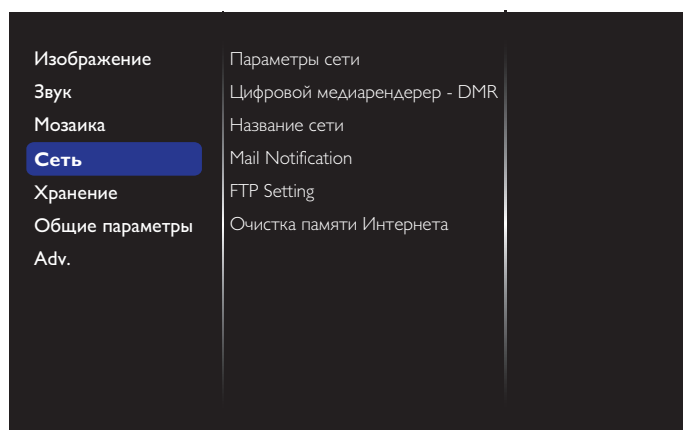 Изображение
Звук
Мозаика
Сеть
Хранение
Общие параметры
Adv.
Параметры сети
Цифровой медиарендерер - DMR
Название сети
Mail Notification
FTP Setting
Очистка памяти Интернета